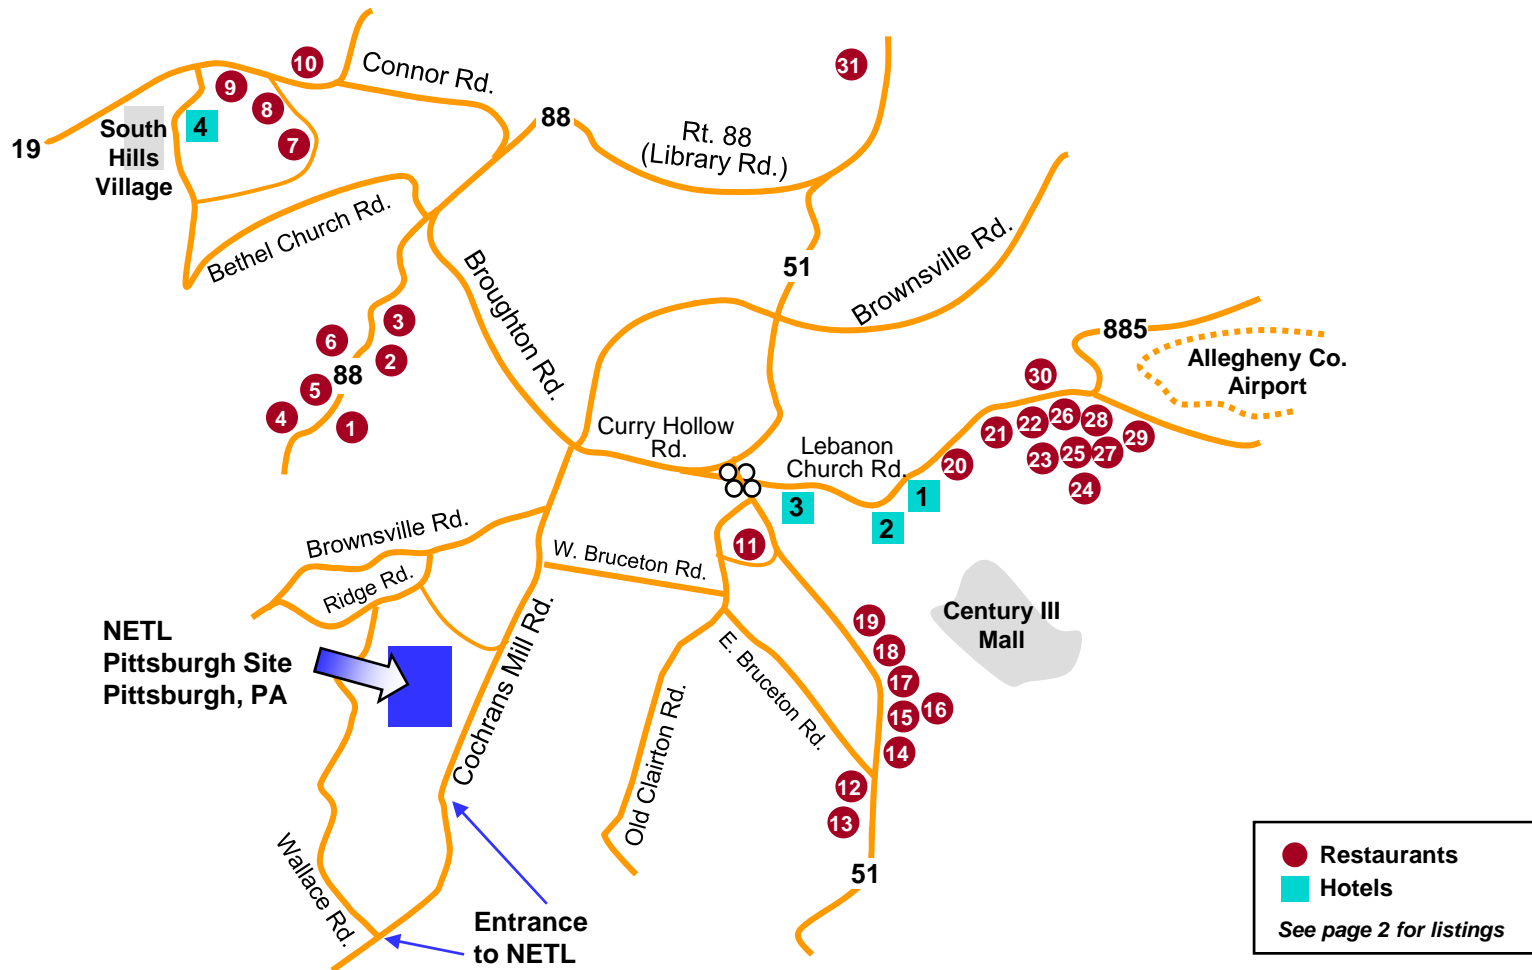 10
Connor Rd.
31
9
8
88
4
South
Hills
Village
7
19
Rt. 88
(Library Rd.)
Bethel Church Rd.
Broughton Rd.
51
Brownsville Rd.
3
6
2
88
5
4
1
885
Allegheny Co.
Airport
30
26
28
22
21
29
25
27
23
20
24
Curry Hollow
Rd.
Lebanon
Church Rd.
1
3
2
Brownsville Rd.
11
W. Bruceton Rd.
Ridge Rd.
NETL
Pittsburgh Site
Pittsburgh, PA
Cochrans Mill Rd.
Century III
Mall
19
18
17
16
15
14
E. Bruceton Rd.
Old Clairton Rd.
12
13
51
Wallace Rd.
Entrance
to NETL
Restaurants
Hotels
See page 2 for listings